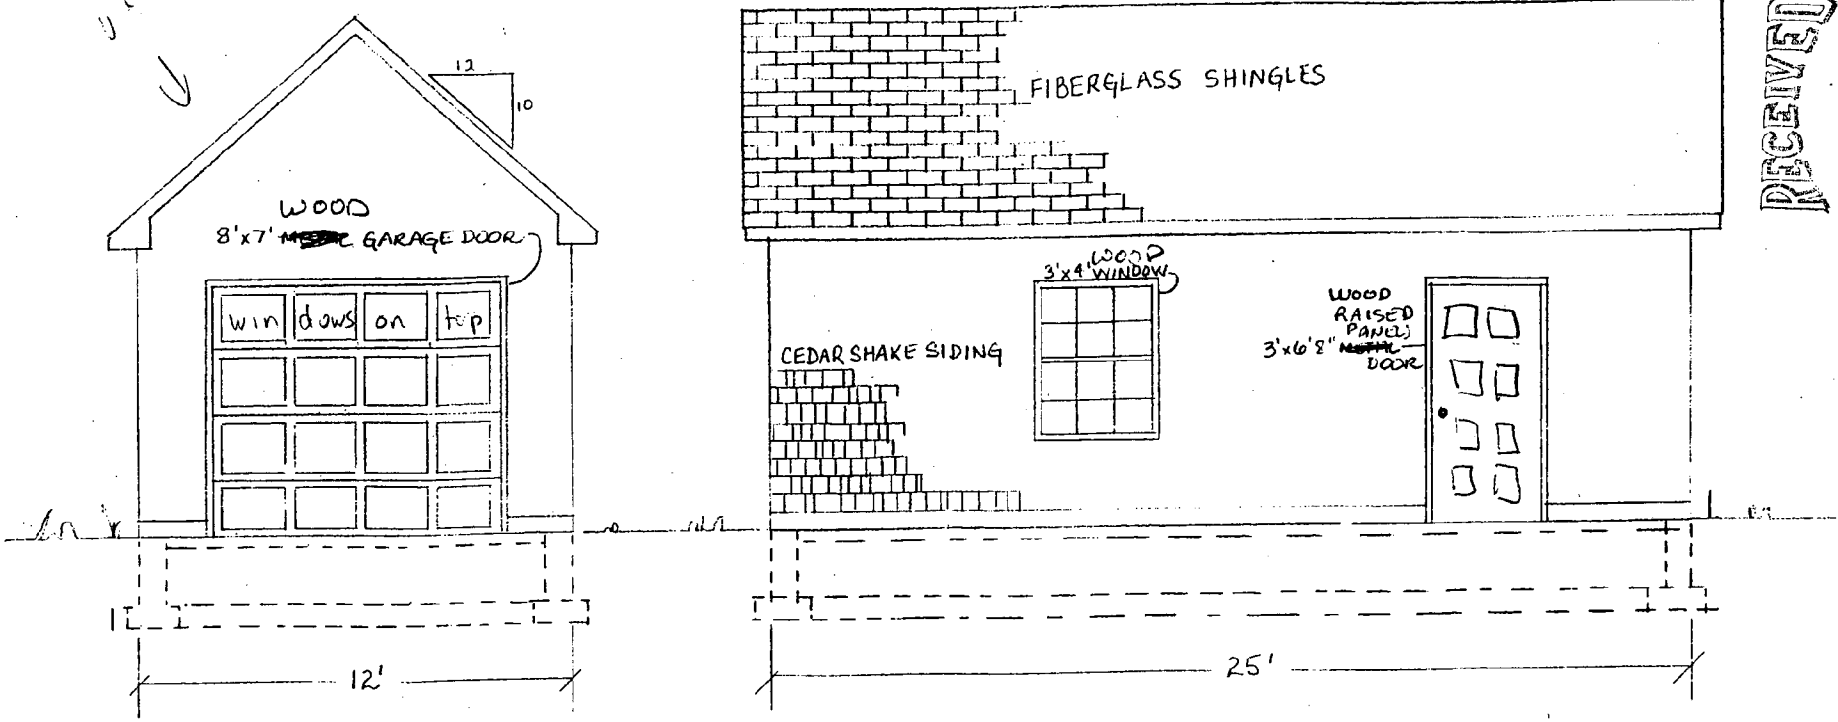 12
10
WOOD
8'x7' GARAGE DOOR
win dows on top
12'
FIBERGLASS SHINGLES
WOOD
3'x4' WINDOW
CEDAR SHAKE SIDING
WOOD
RAISED
PANELS
3'x6'8"
DOOR
25'
RECEIVED